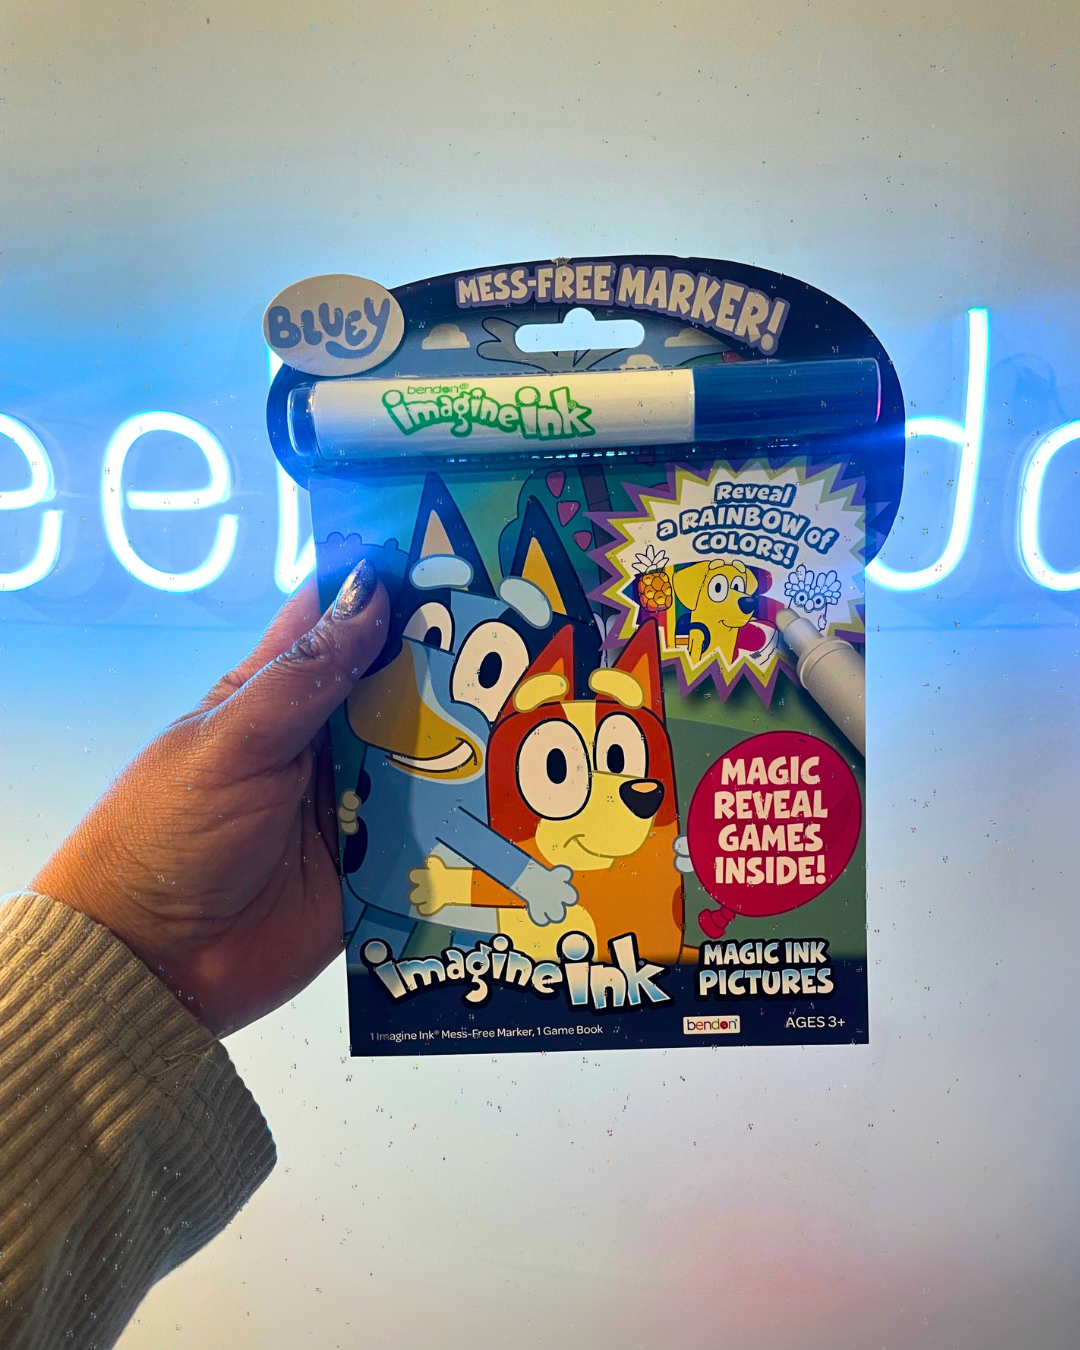 MESS-FREE MARKER!
BLUEY
bendon®
imagine ink
Reveal
a RAINBOW of
COLORS!
MAGIC
REVEAL
GAMES
INSIDE!
imagine ink
MAGIC INK
PICTURES
1 Imagine Ink® Mess-Free Marker, 1 Game Book
bendon®
AGES 3+